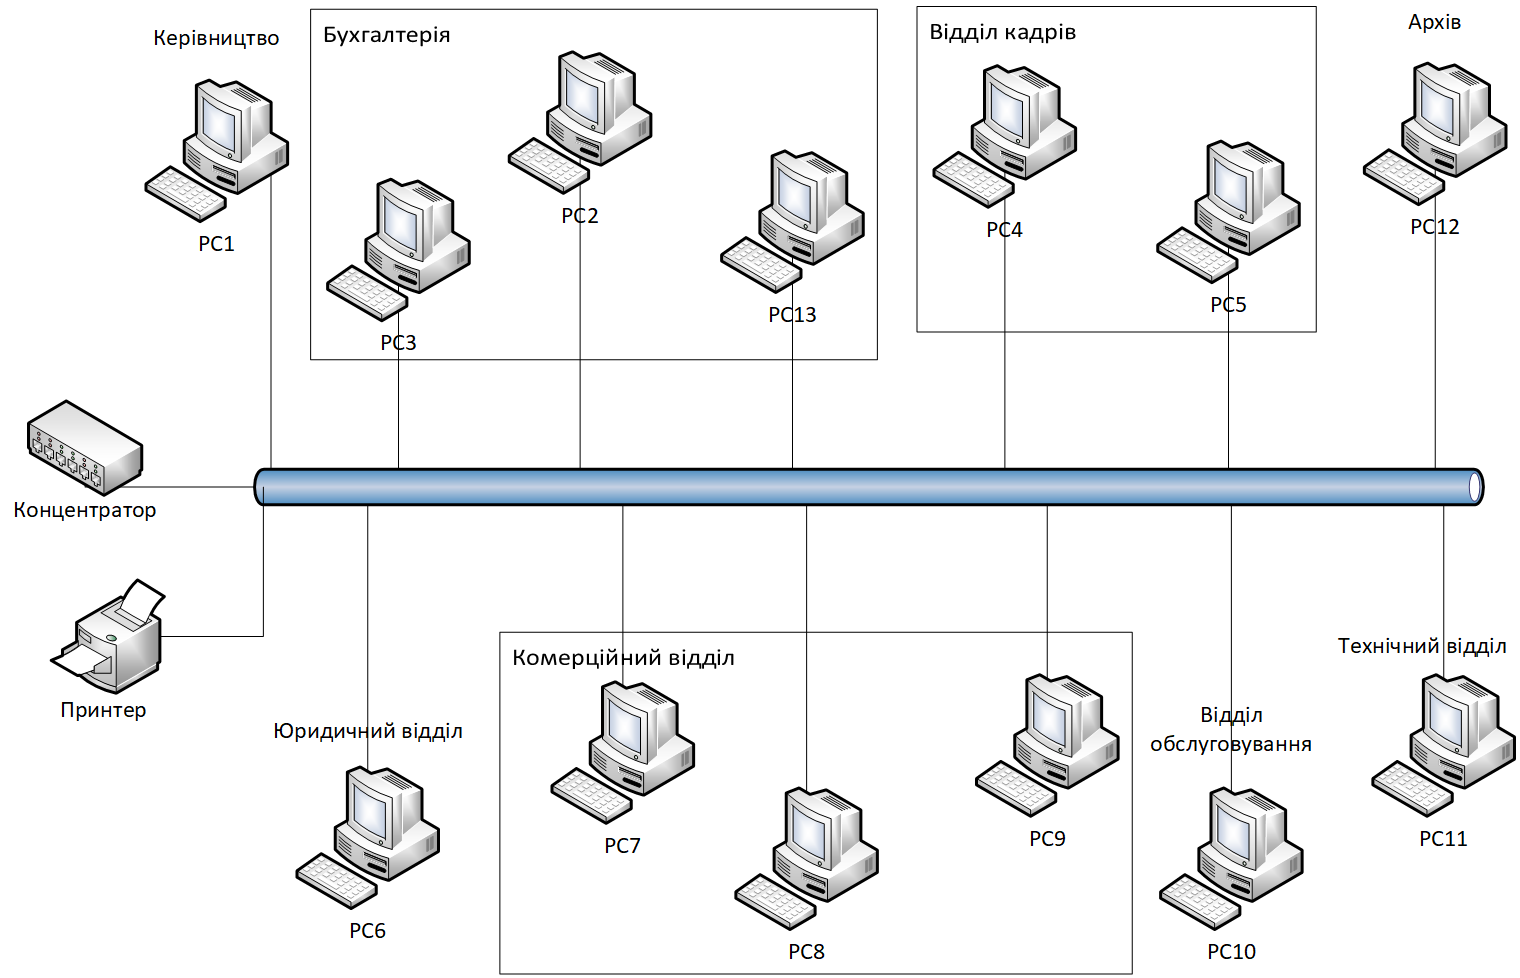 Керівництво
Бухгалтерія
Відділ кадрів
Архів
PC1
PC3
PC2
PC13
PC4
PC5
PC12
Концентратор
Принтер
Юридичний відділ
PC6
Комерційний відділ
PC7
PC8
PC9
Відділ
обслуговування
PC10
Технічний відділ
PC11